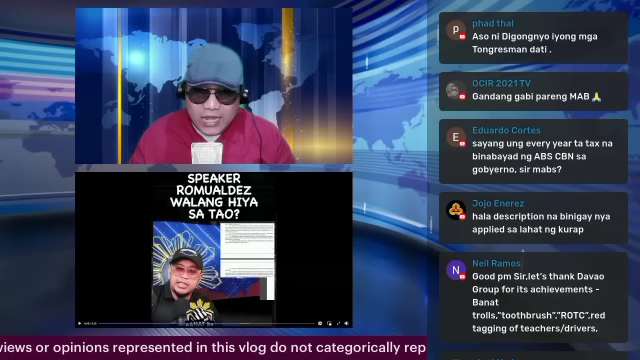 SPEAKER
ROMUALDEZ
WALANG HIYA
SA TAO?
views or opinions represented in this vlog do not categorically rep
phad thai
Aso ni Digongnyo iyong mga
Tongresman dati .
OCIR 2021 TV
Gandang gabi pareng MAB 🙏
Eduardo Cortes
sayang ung every year ta tax na
binabayad ng ABS CBN sa
gobyerno, sir mabs?
Jojo Enerez
hala description na binigay nya
applied sa lahat ng kurap
Neil Ramos
Good pm Sir,let's thank Davao
Group for its achievements -
Banat
trolls,"toothbrush","ROTC",red
tagging of teachers/drivers,